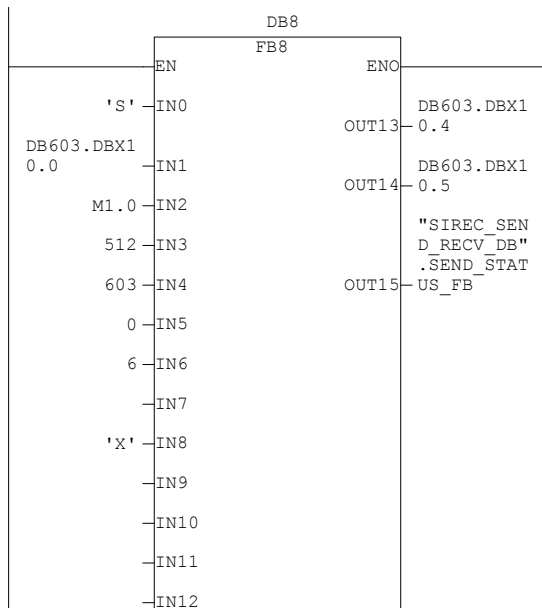 DB8
FB8
EN ENO
'S' IN0
DB603.DBX1
OUT13 0.4
DB603.DBX1
0.0 IN1
DB603.DBX1
OUT14 0.5
M1.0 IN2
"SIREC_SEN
512 IN3
D_RECV_DB"
.SEND_STAT
603 IN4 OUT15 US_FB
0 IN5
6 IN6
IN7
'X' IN8
IN9
IN10
IN11
IN12